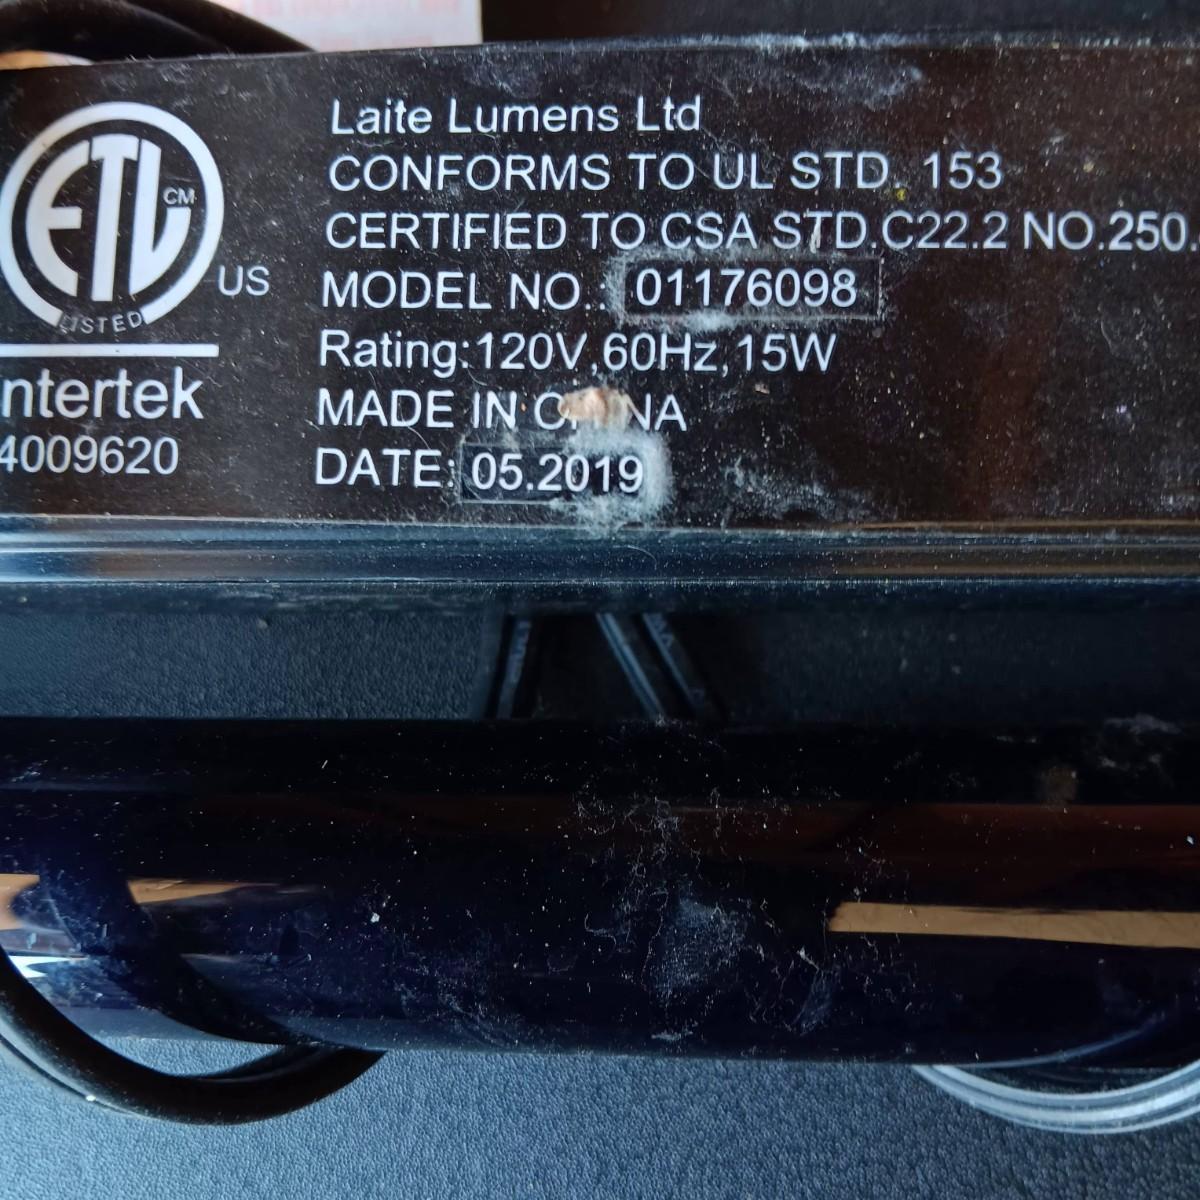 ETL CM
LISTED
US
Intertek
4009620
Laite Lumens Ltd
CONFORMS TO UL STD. 153
CERTIFIED TO CSA STD.C22.2 NO.250.
MODEL NO.: 01176098
Rating:120V,60Hz,15W
MADE IN CHINA
DATE: 05.2019